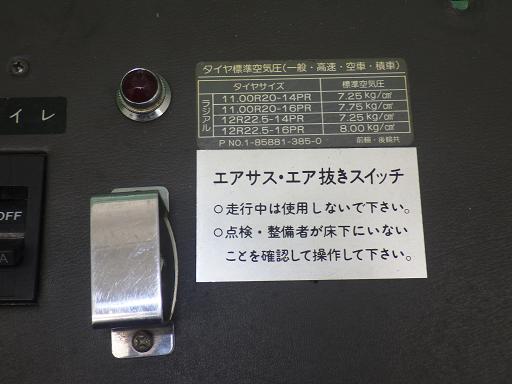 タイヤ標準空気圧(一般・高速・空車・積車)
タイヤサイズ 標準空気圧
ラジアル
11.00R20-14PR 7.25 kg/cm²
11.00R20-16PR 7.75 kg/cm²
12R22.5-14PR 7.25 kg/cm²
12R22.5-16PR 8.00 kg/cm²
P NO.1-85881-385-0 前輪・後輪共
イレ
エアサス・エア抜きスイッチ
○走行中は使用しないで下さい。
○点検・整備者が床下にいない
ことを確認して操作して下さい。
OFF
A